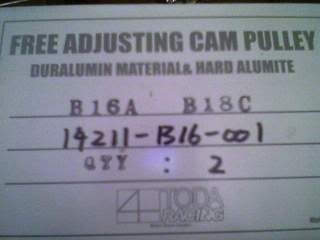 FREE ADJUSTING CAM PULLEY
DURALUMIN MATERIAL & HARD ALUMITE
B16A B18C
14211-B16-001
QTY : 2
TODA
RACING